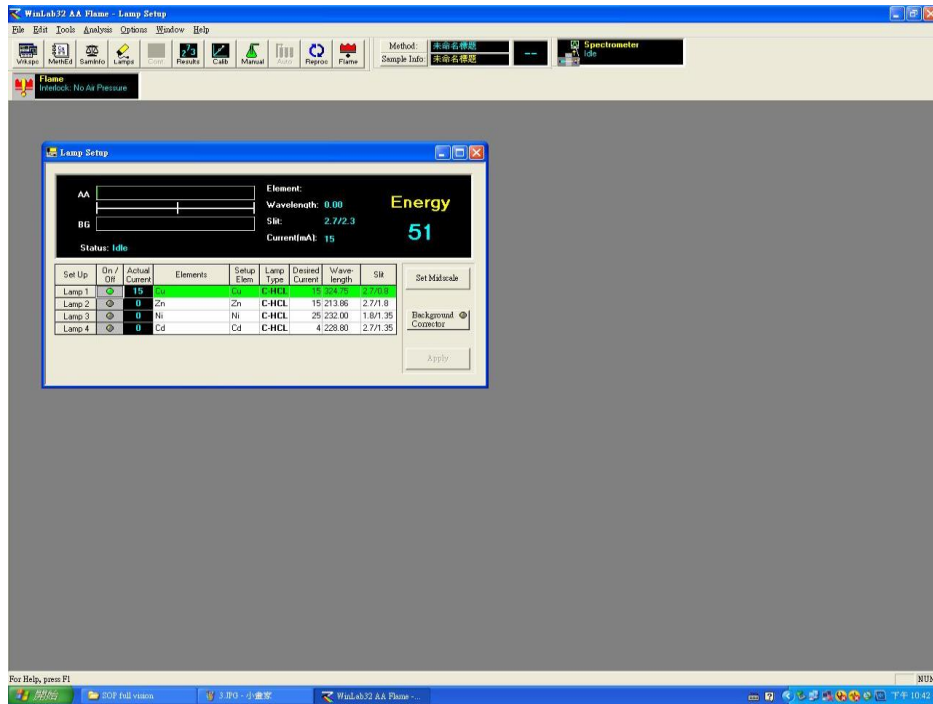 WinLab32 AA Flame - Lamp Setup
File Edit Tools Analysis Options Window Help
Wrkspc MethEd SamInfo Lamps Cont Results Calib Manual Auto Reproc Flame
Method: 未命名標題
Sample Info: 未命名標題
--
Spectrometer
Idle
Flame
Interlock: No Air Pressure
Lamp Setup
AA
BG
Status: Idle
Element:
Wavelength: 0.00
Slit: 2.7/2.3
Current(mA): 15
Energy
51
Set Up On / Off Actual Current Elements Setup Elem Lamp Type Desired Current Wave- length Slit
Lamp 1 15 Cu Cu C-HCL 15 324.75 2.7/0.8
Lamp 2 0 Zn Zn C-HCL 15 213.86 2.7/1.8
Lamp 3 0 Ni Ni C-HCL 25 232.00 1.8/1.35
Lamp 4 0 Cd Cd C-HCL 4 228.80 2.7/1.35
Set Midscale
Background
Corrector
Apply
For Help, press F1
NUM
開始 SOP full vision 3.JPG - 小畫家 WinLab32 AA Flame -... 下午 10:42